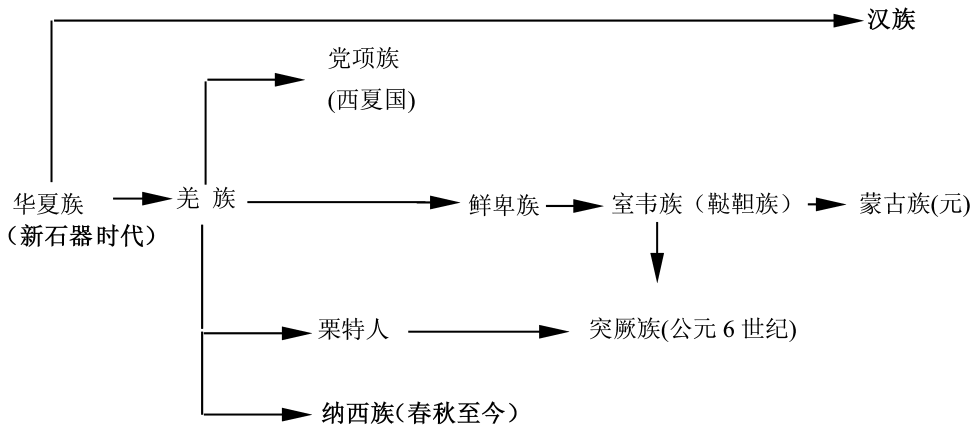 汉族
党项族
(西夏国)
华夏族
（新石器时代）
羌 族
鲜卑族
室韦族（鞑靼族）
蒙古族(元)
栗特人
突厥族(公元 6 世纪)
纳西族（春秋至今）